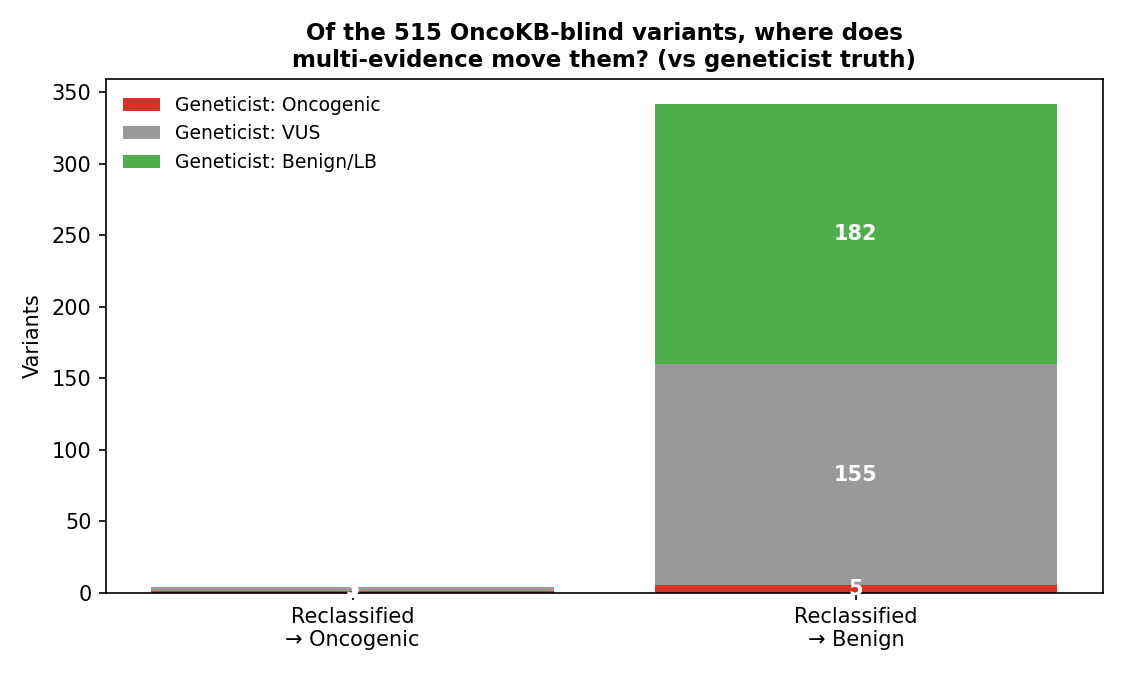 Of the 515 OncoKB-blind variants, where does
multi-evidence move them? (vs geneticist truth)
Geneticist: Oncogenic
Geneticist: VUS
Geneticist: Benign/LB
Variants
350
300
250
200
150
100
50
0
182
155
5
Reclassified
→ Oncogenic
Reclassified
→ Benign